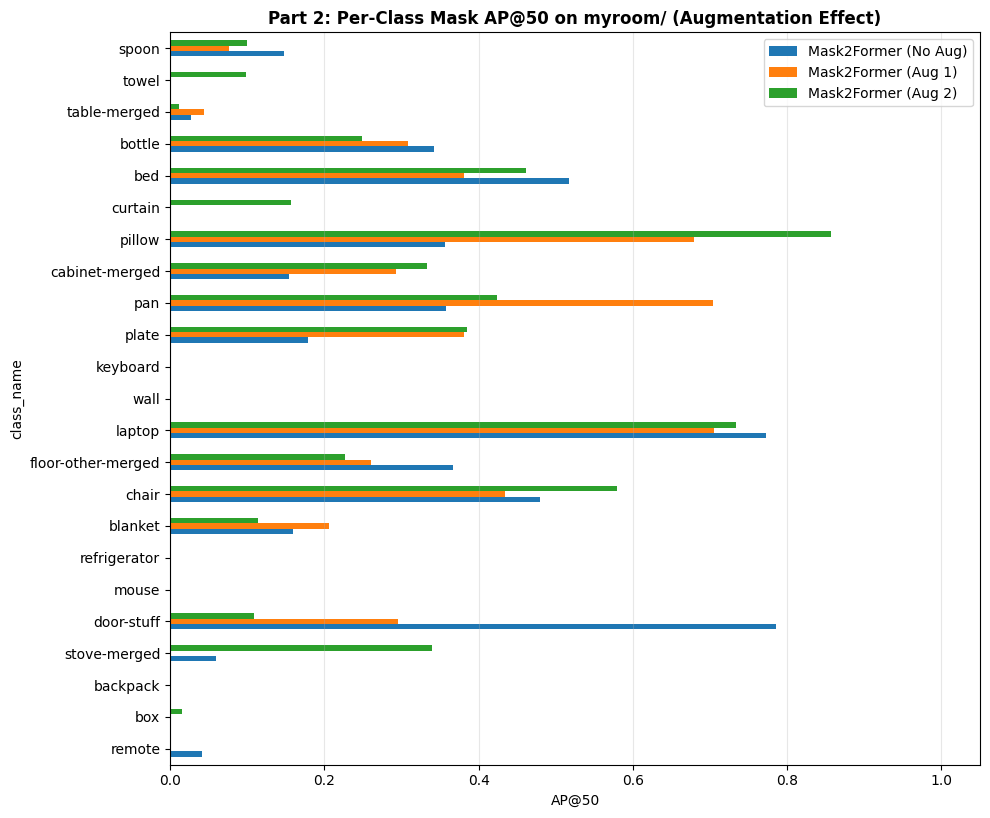 Part 2: Per-Class Mask AP@50 on myroom/ (Augmentation Effect)
Mask2Former (No Aug)
Mask2Former (Aug 1)
Mask2Former (Aug 2)
class_name
spoon
towel
table-merged
bottle
bed
curtain
pillow
cabinet-merged
pan
plate
keyboard
wall
laptop
floor-other-merged
chair
blanket
refrigerator
mouse
door-stuff
stove-merged
backpack
box
remote
0.0 0.2 0.4 0.6 0.8 1.0
AP@50